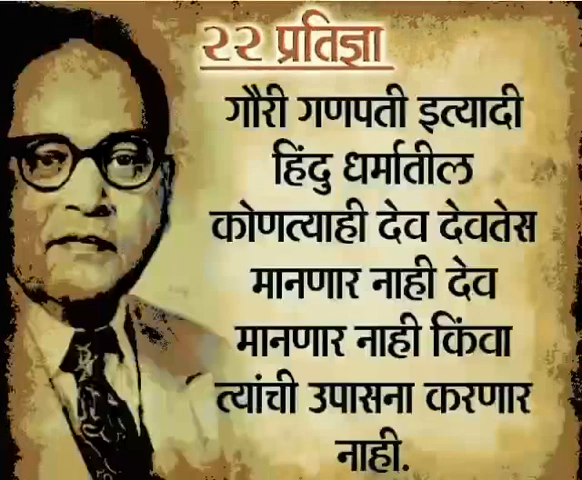 २२ प्रतिज्ञा
गौरी गणपती इत्यादी
हिंदु धर्मातील
कोणत्याही देव देवतेस
मानणार नाही देव
मानणार नाही किंवा
त्यांची उपासना करणार
नाही.